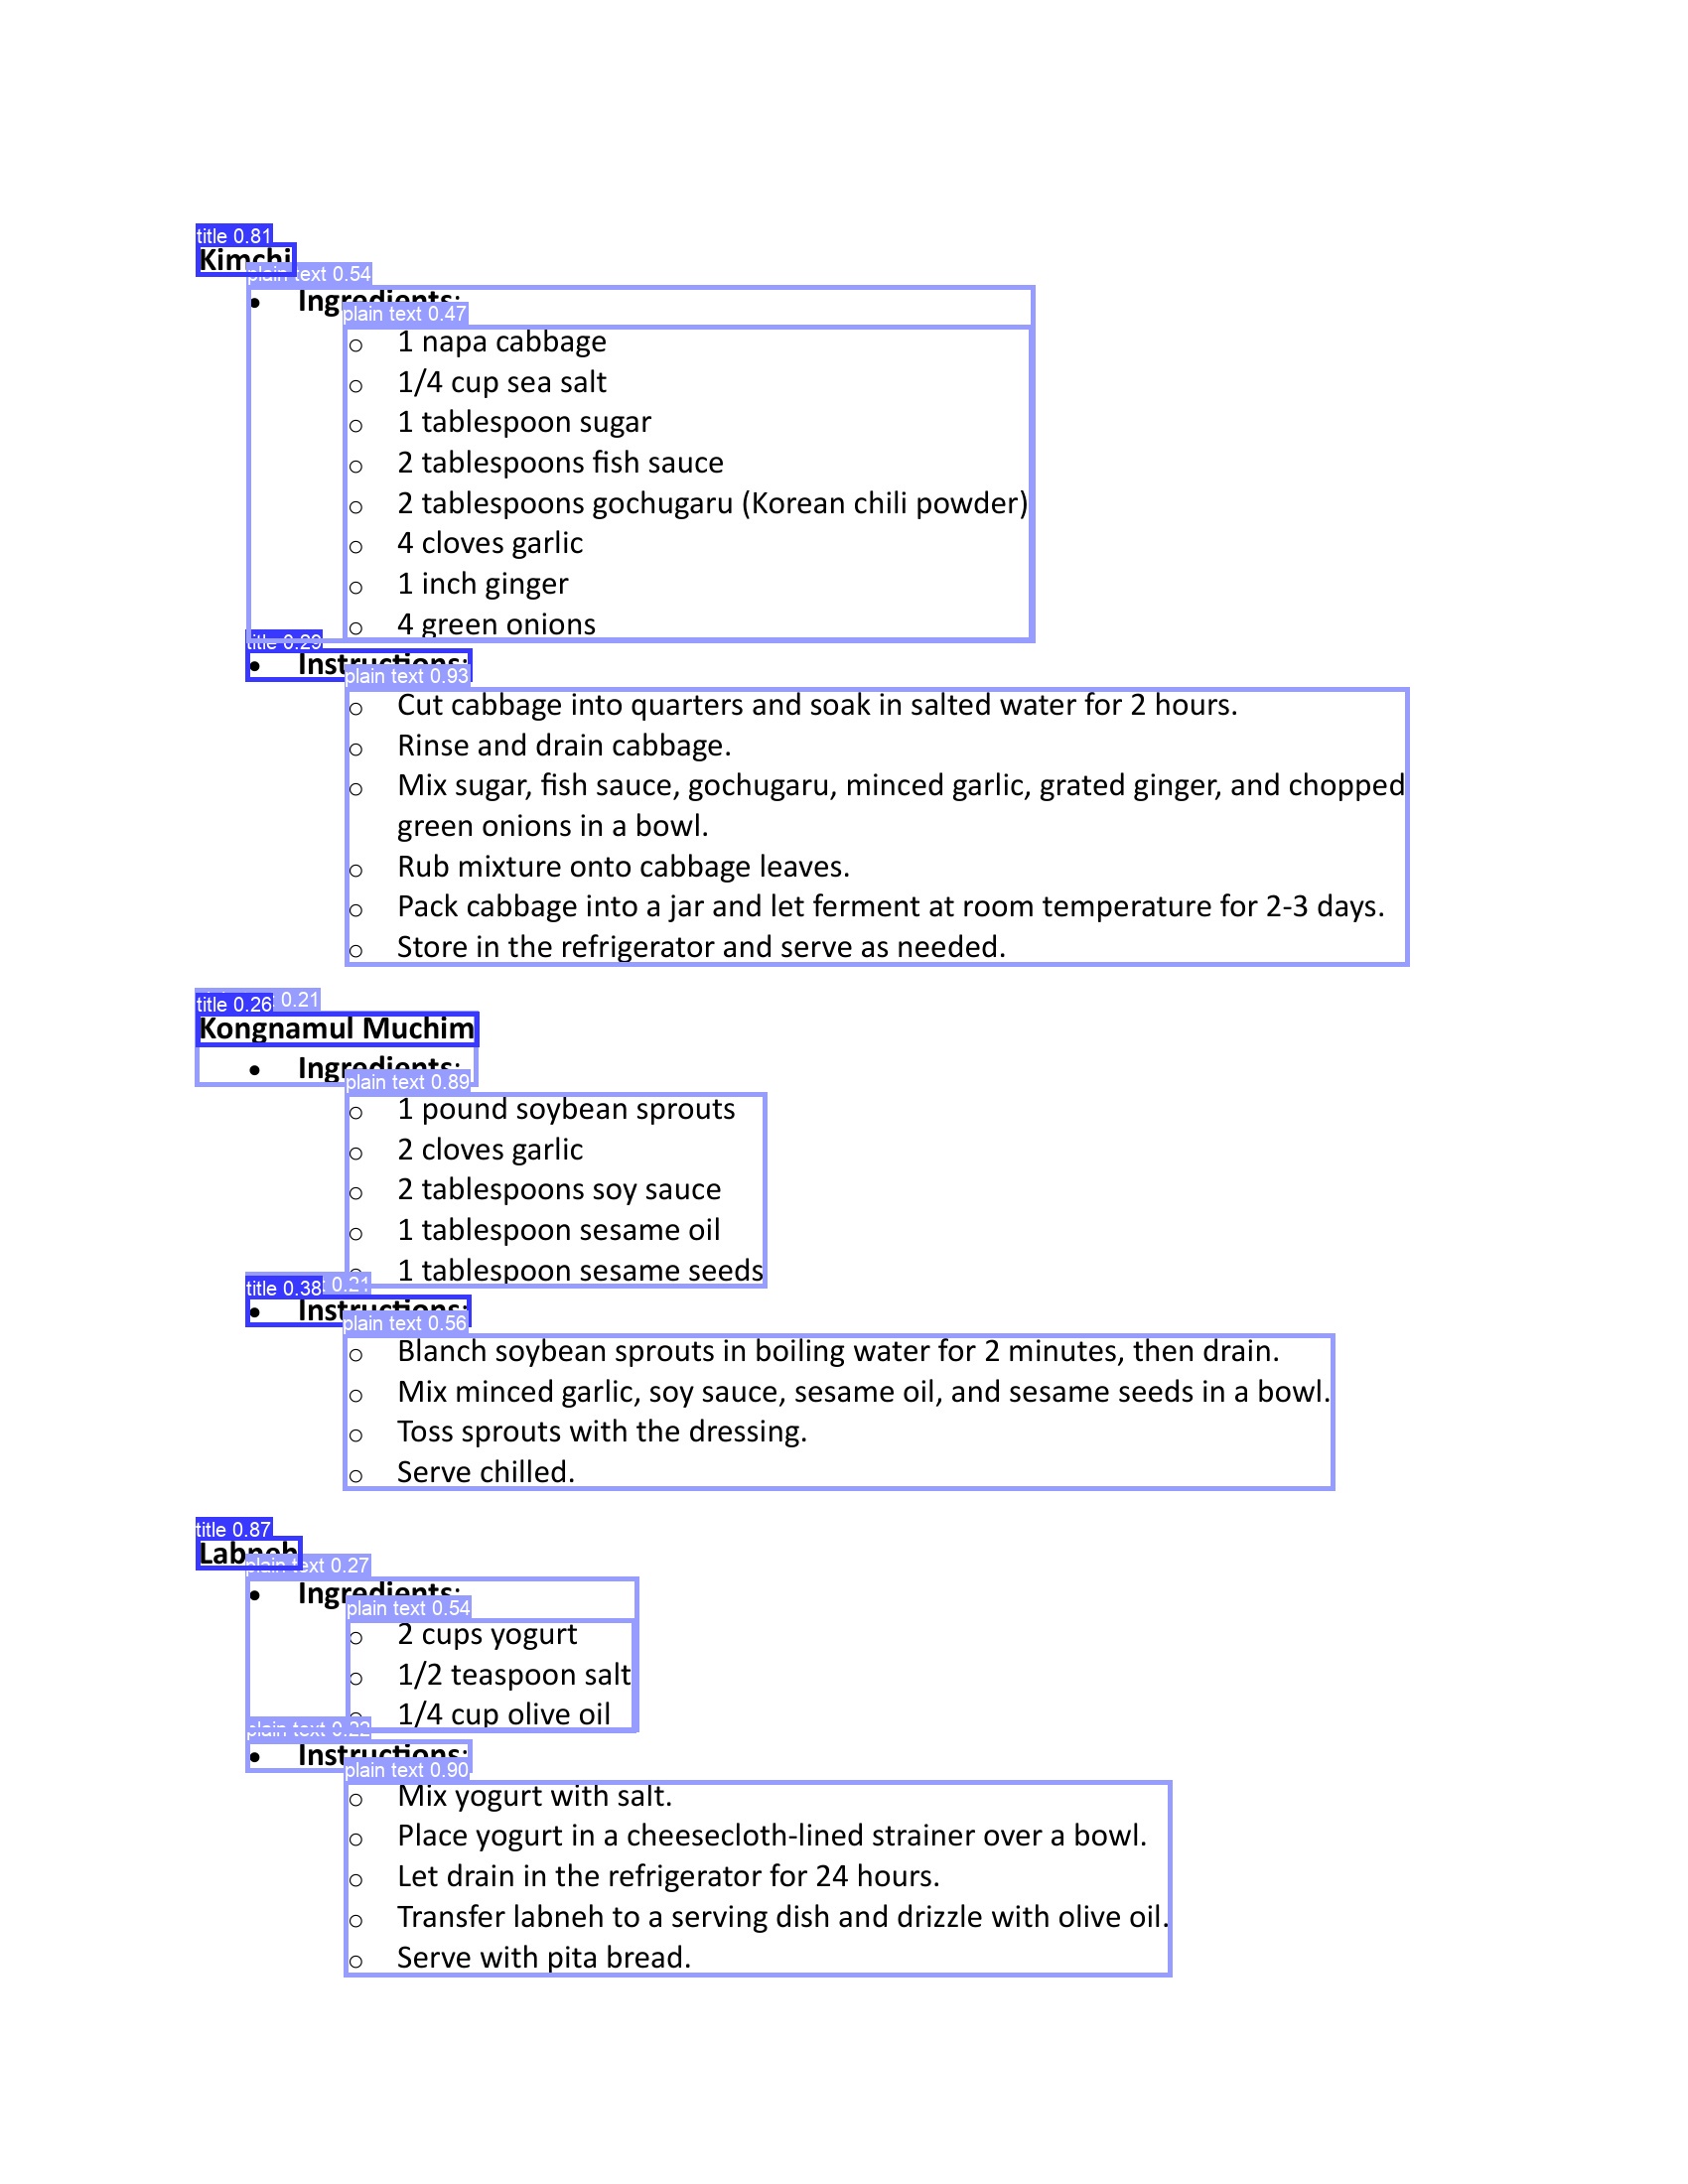 title 0.81
Kimchi
plain text 0.54
• Ingredients:
plain text 0.47
○ 1 napa cabbage
○ 1/4 cup sea salt
○ 1 tablespoon sugar
○ 2 tablespoons fish sauce
○ 2 tablespoons gochugaru (Korean chili powder)
○ 4 cloves garlic
○ 1 inch ginger
○ 4 green onions
title 0.29
• Instructions:
plain text 0.93
○ Cut cabbage into quarters and soak in salted water for 2 hours.
○ Rinse and drain cabbage.
○ Mix sugar, fish sauce, gochugaru, minced garlic, grated ginger, and chopped
green onions in a bowl.
○ Rub mixture onto cabbage leaves.
○ Pack cabbage into a jar and let ferment at room temperature for 2-3 days.
○ Store in the refrigerator and serve as needed.
title 0.26 0.21
Kongnamul Muchim
• Ingredients:
plain text 0.89
○ 1 pound soybean sprouts
○ 2 cloves garlic
○ 2 tablespoons soy sauce
○ 1 tablespoon sesame oil
○ 1 tablespoon sesame seeds
title 0.38 0.21
• Instructions:
plain text 0.56
○ Blanch soybean sprouts in boiling water for 2 minutes, then drain.
○ Mix minced garlic, soy sauce, sesame oil, and sesame seeds in a bowl.
○ Toss sprouts with the dressing.
○ Serve chilled.
title 0.87
Labneh
plain text 0.27
• Ingredients:
plain text 0.54
○ 2 cups yogurt
○ 1/2 teaspoon salt
○ 1/4 cup olive oil
plain text 0.22
• Instructions:
plain text 0.90
○ Mix yogurt with salt.
○ Place yogurt in a cheesecloth-lined strainer over a bowl.
○ Let drain in the refrigerator for 24 hours.
○ Transfer labneh to a serving dish and drizzle with olive oil.
○ Serve with pita bread.